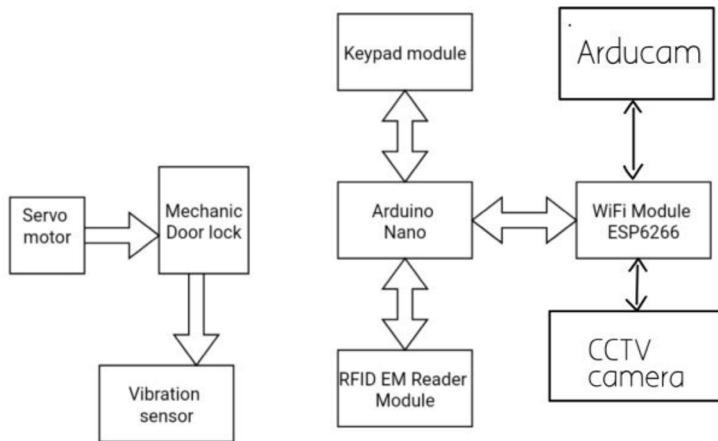 Keypad module
Arducam
Servo
motor
Mechanic
Door lock
Arduino
Nano
WiFi Module
ESP6266
Vibration
sensor
RFID EM Reader
Module
CCTV
camera